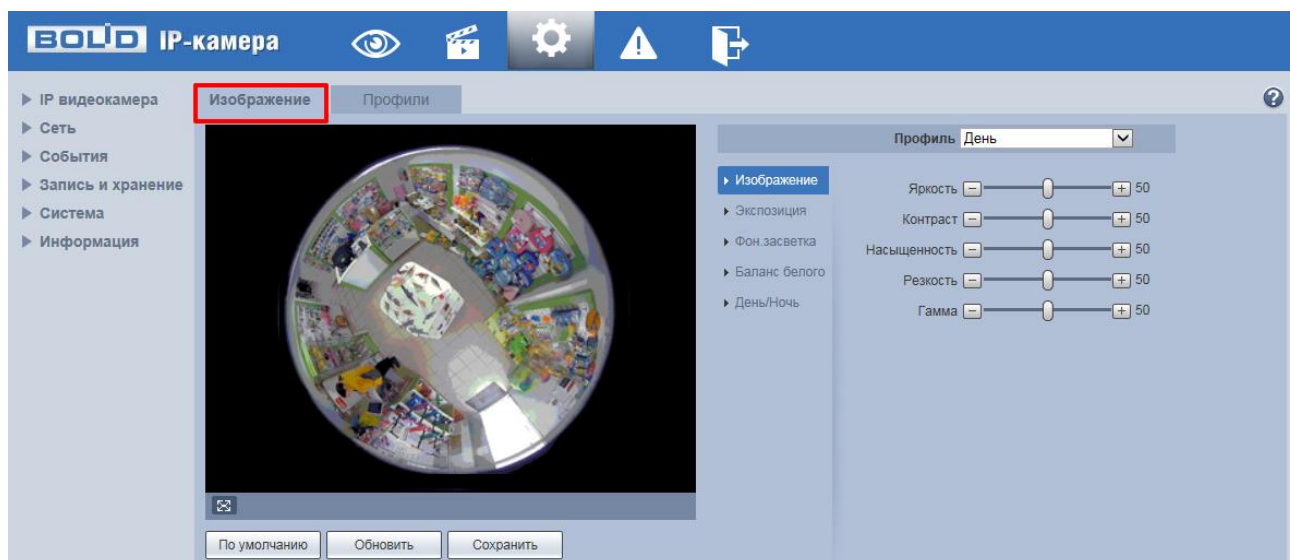 BOLID IP-камера
IP видеокамера
Сеть
События
Запись и хранение
Система
Информация
Изображение Профили
Профиль День
Изображение
Экспозиция
Фон.засветка
Баланс белого
День/Ночь
Яркость 50
Контраст 50
Насыщенность 50
Резкость 50
Гамма 50
По умолчанию Обновить Сохранить